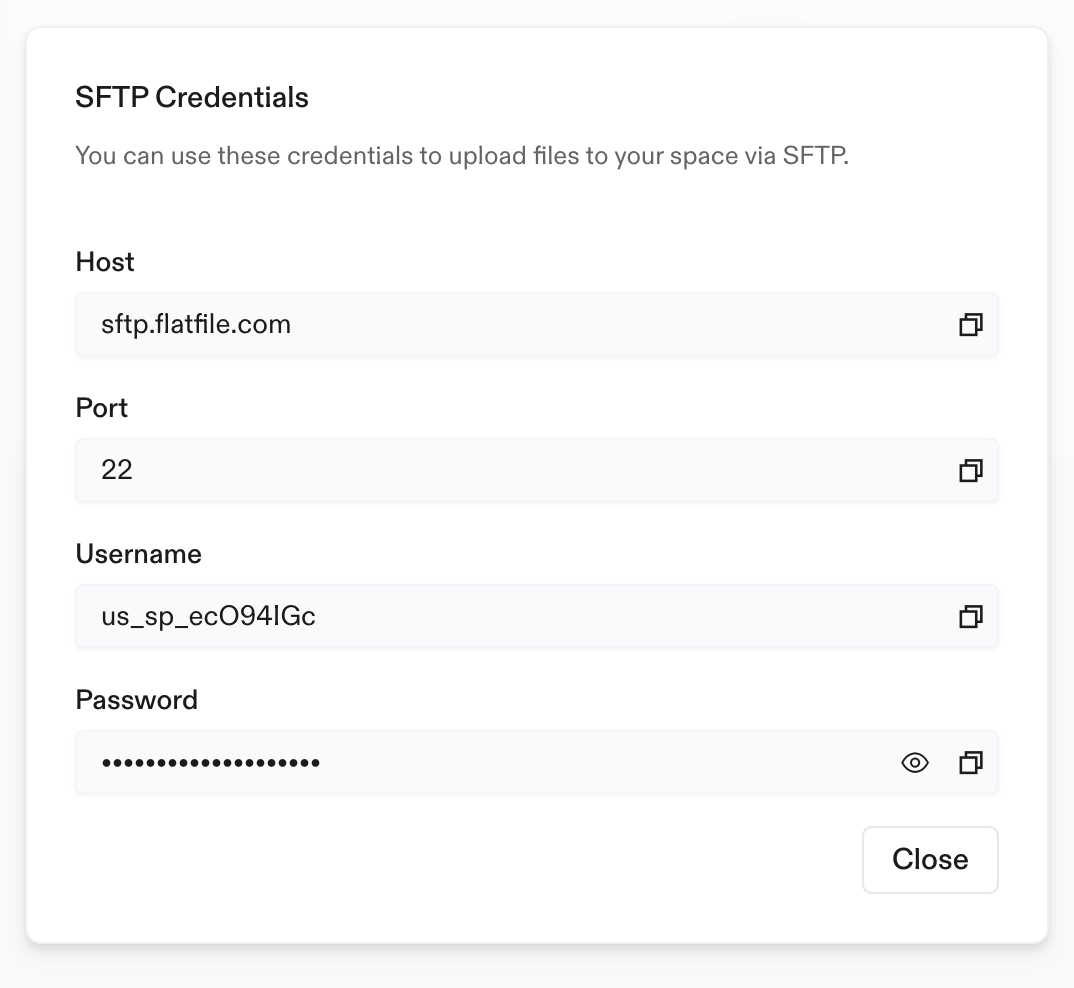 SFTP Credentials
You can use these credentials to upload files to your space via SFTP.
Host
sftp.flatfile.com
Port
22
Username
us_sp_ecO94IGc
Password
••••••••••••••••••••
Close